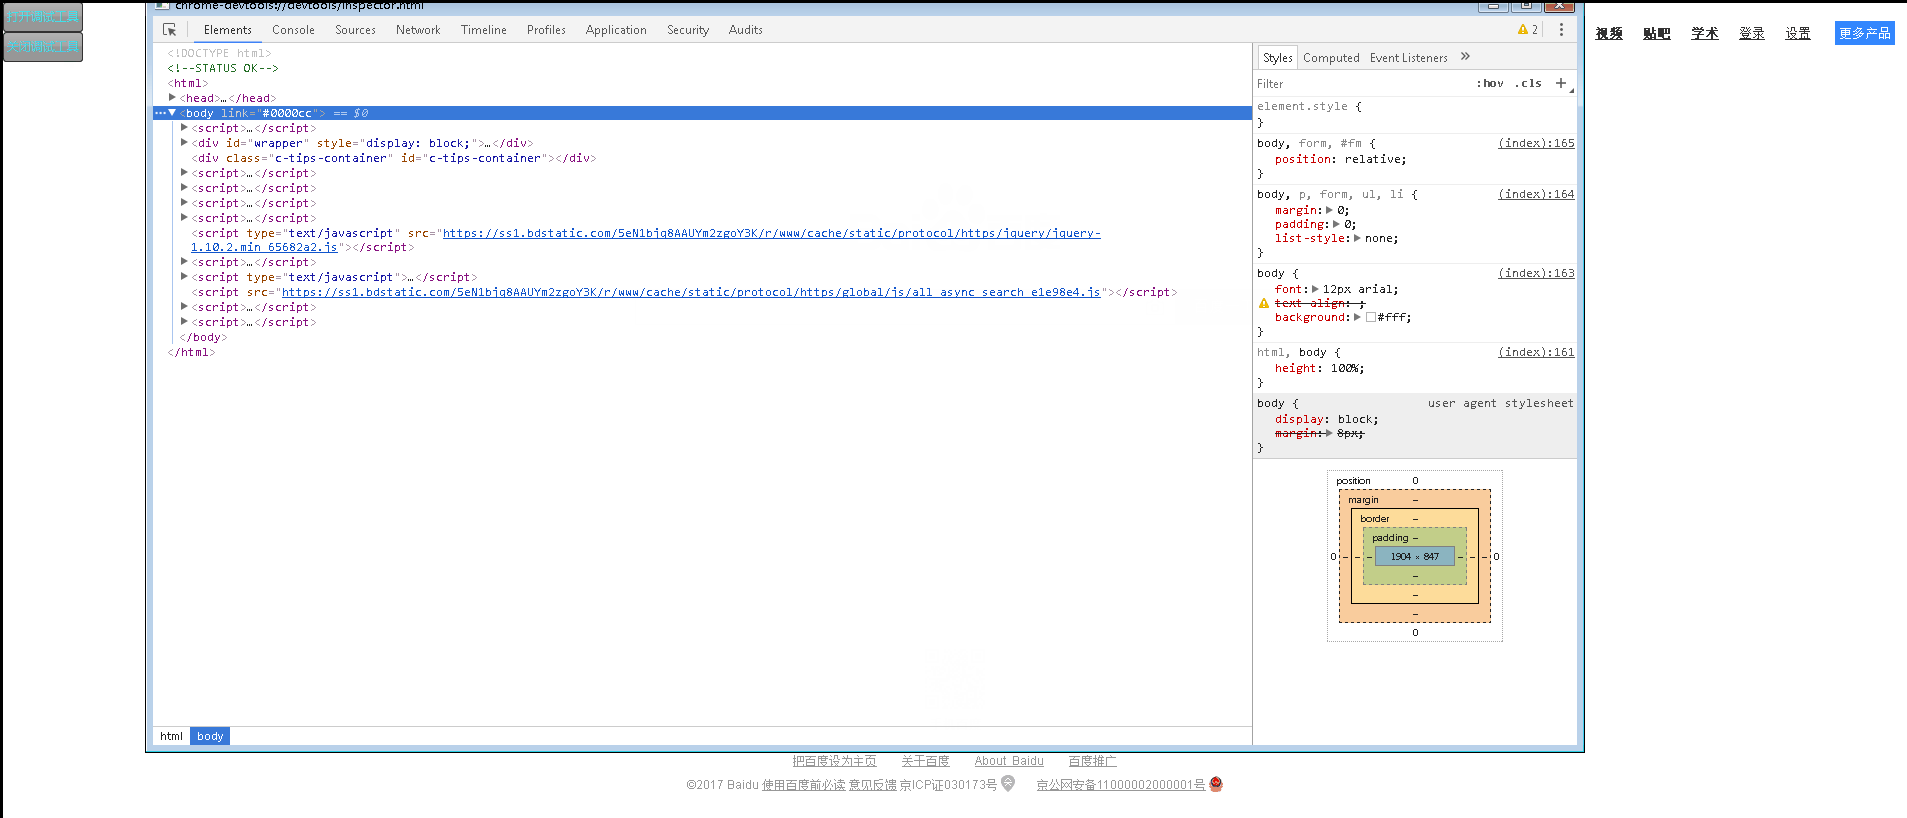 打开调试工具
关闭调试工具
chrome-devtools://devtools/inspector.html
Elements Console Sources Network Timeline Profiles Application Security Audits
2
<!DOCTYPE html>
<!--STATUS OK-->
<html>
<head>…</head>
<body link="#0000cc"> == $0
<script>…</script>
<div id="wrapper" style="display: block;">…</div>
<div class="c-tips-container" id="c-tips-container"></div>
<script>…</script>
<script>…</script>
<script>…</script>
<script>…</script>
<script type="text/javascript" src="https://ss1.bdstatic.com/5eN1bjq8AAUYm2zgoY3K/r/www/cache/static/protocol/https/jquery/jquery-
1.10.2.min_65682a2.js"></script>
<script>…</script>
<script type="text/javascript">…</script>
<script src="https://ss1.bdstatic.com/5eN1bjq8AAUYm2zgoY3K/r/www/cache/static/protocol/https/global/js/all_async_search_e1e98e4.js"></script>
<script>…</script>
<script>…</script>
</body>
</html>
html body
Styles Computed Event Listeners »
Filter :hov .cls +
element.style {
}
body, form, #fm { (index):165
position: relative;
}
body, p, form, ul, li { (index):164
margin: 0;
padding: 0;
list-style: none;
}
body { (index):163
font: 12px arial;
text-align: ;
background: #fff;
}
html, body { (index):161
height: 100%;
}
body { user agent stylesheet
display: block;
margin: 8px;
}
position 0
margin –
border –
padding –
0 – – – 1904 × 847 – – – 0
–
–
–
0
视频 贴吧 学术 登录 设置 更多产品
把百度设为主页 关于百度 About Baidu 百度推广
©2017 Baidu 使用百度前必读 意见反馈 京ICP证030173号 京公网安备11000002000001号